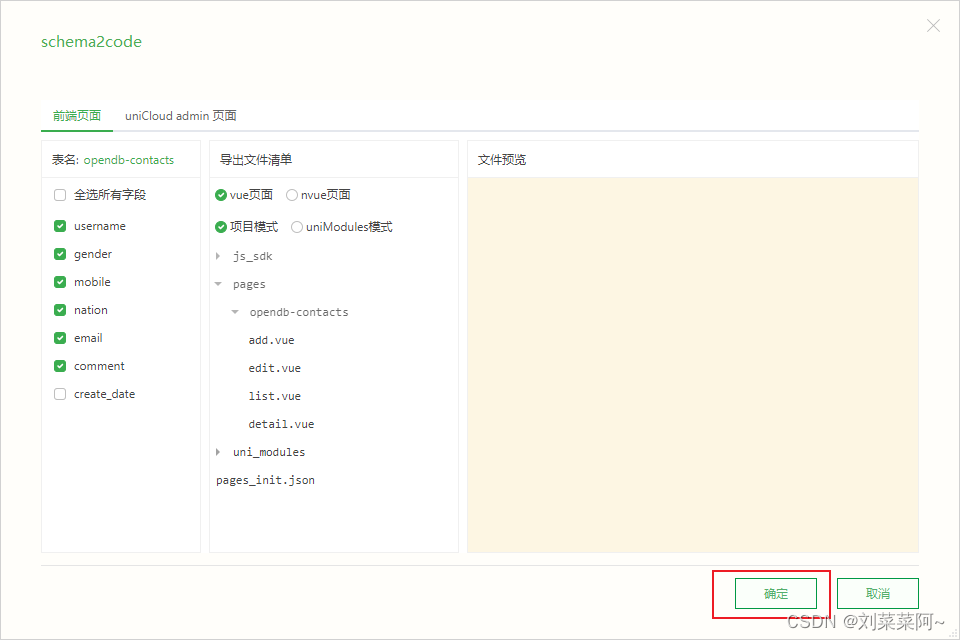 schema2code
前端页面 uniCloud admin 页面
表名: opendb-contacts
全选所有字段
username
gender
mobile
nation
email
comment
create_date
导出文件清单
vue页面 nvue页面
项目模式 uniModules模式
js_sdk
pages
opendb-contacts
add.vue
edit.vue
list.vue
detail.vue
uni_modules
pages_init.json
文件预览
确定 取消
CSDN @刘菜菜阿~